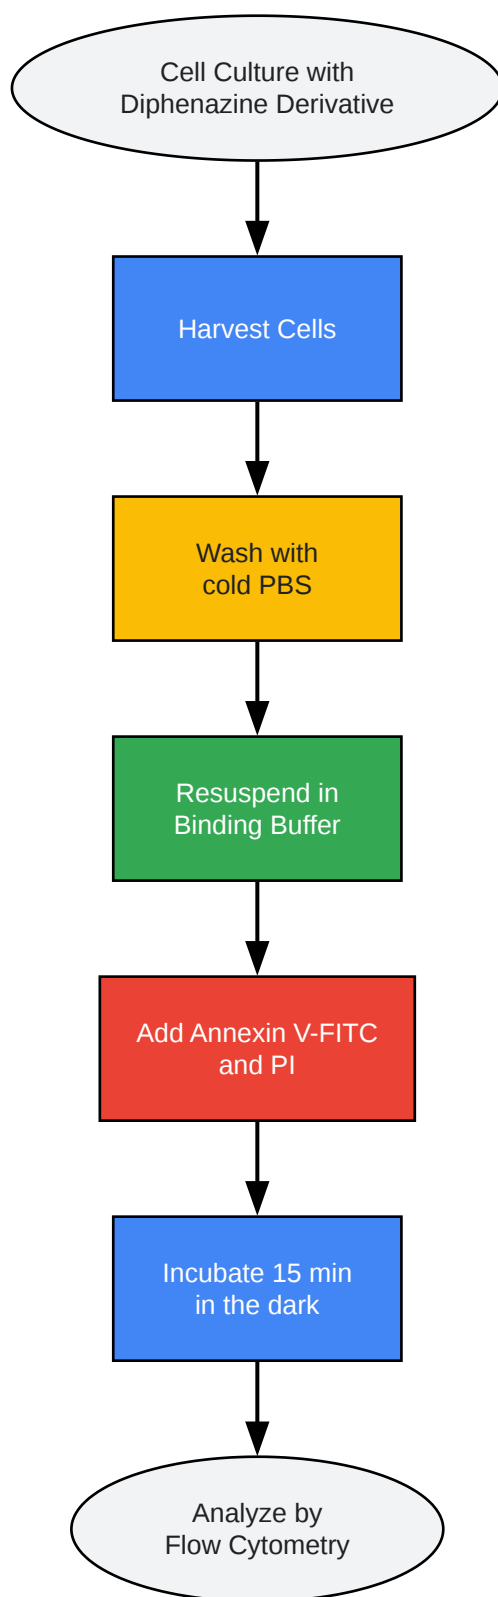 Cell Culture with
Diphenazine Derivative
Harvest Cells
Wash with
cold PBS
Resuspend in
Binding Buffer
Add Annexin V-FITC
and PI
Incubate 15 min
in the dark
Analyze by
Flow Cytometry